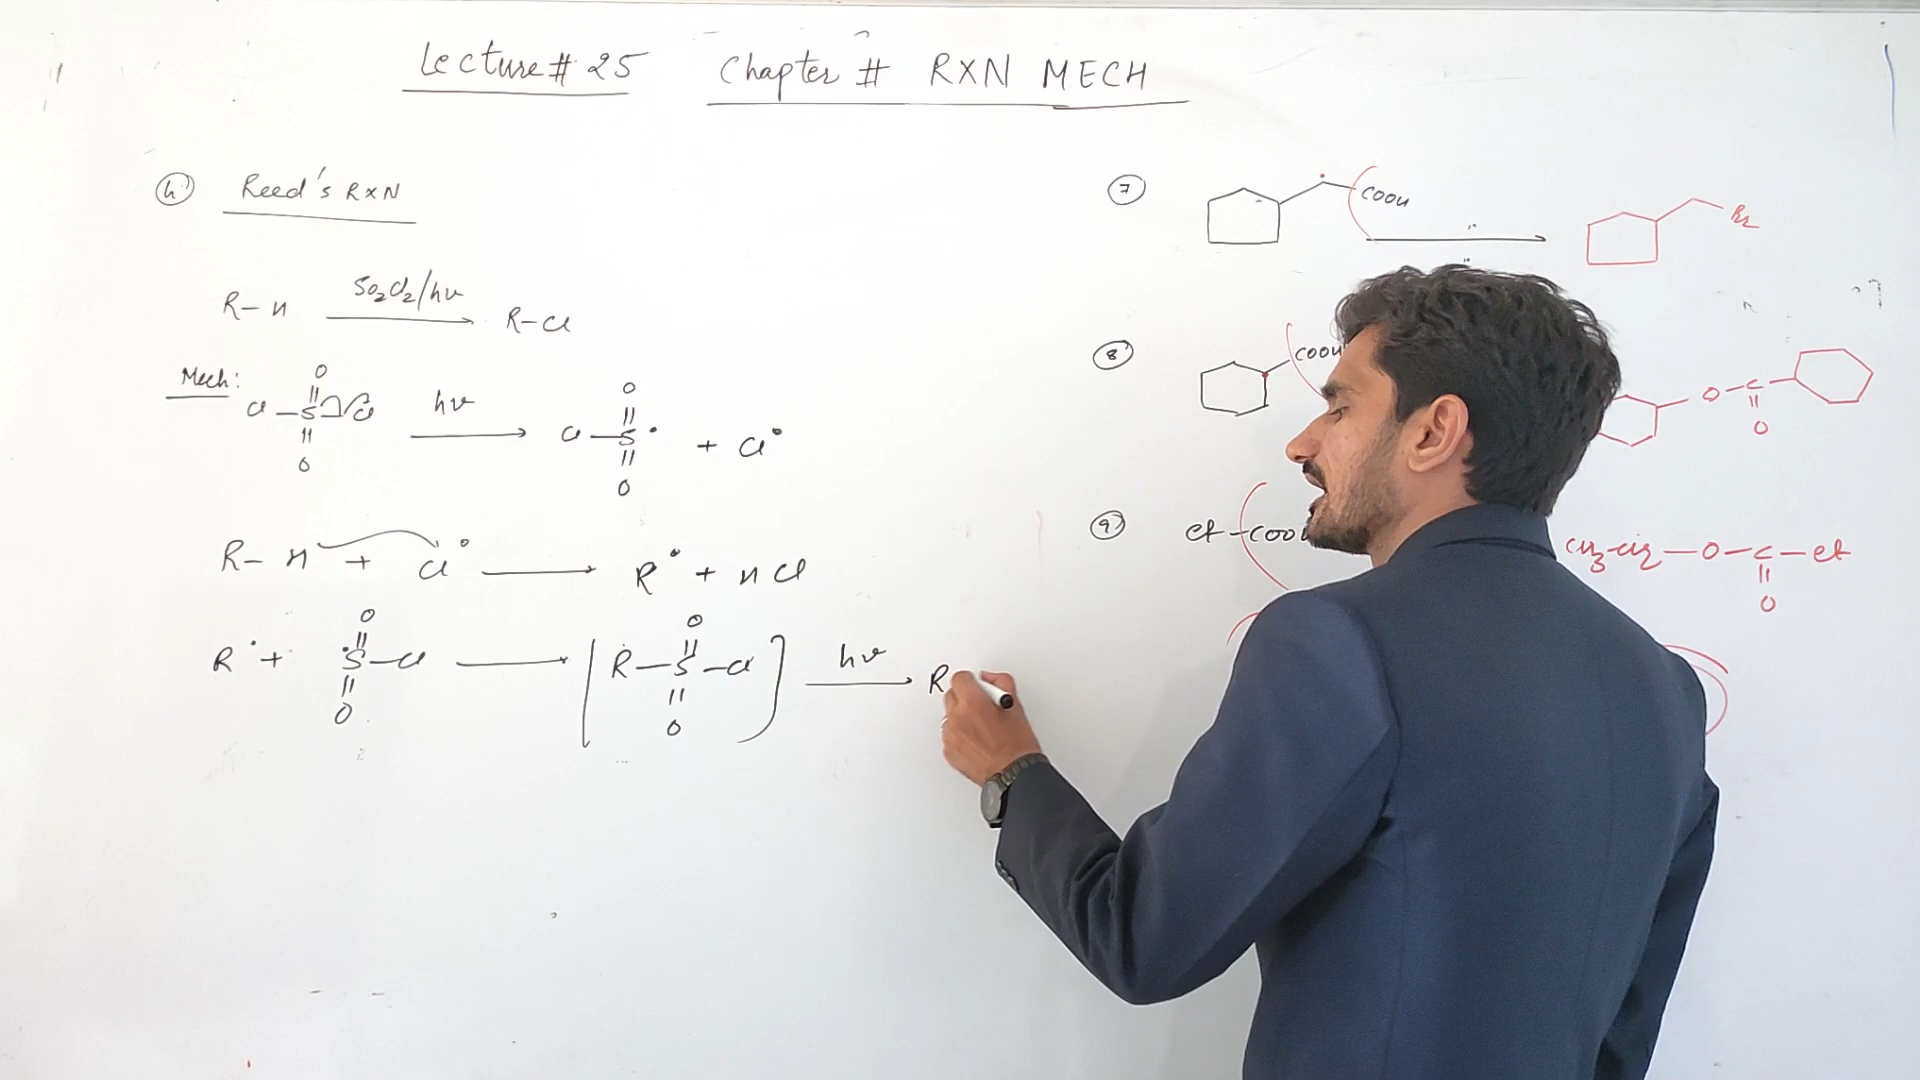 Lecture # 25 Chapter # RXN MECH
h Reed's RXN
R-H SO2Cl2/hν R-Cl
Mech:
O
Cl-S-Cl hν Cl-S• + Cl•
O
O
O
R-H + Cl• → R• + HCl
O
R• + •S-Cl → [R-S-Cl] hν → R
O
O
O
7 COOH Br
8 COOH O-C
O
9 et-COO CH3-CH2-O-C-et
O